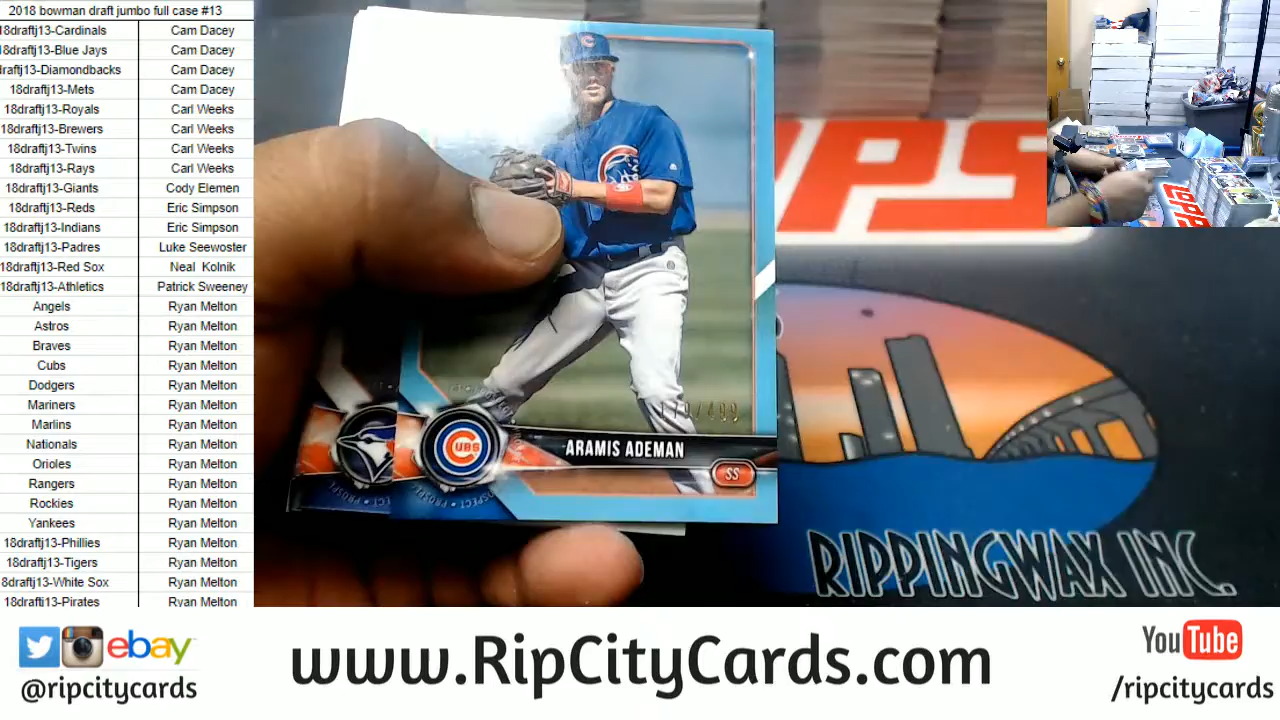 2018 bowman draft jumbo full case #13
18draftj13-Cardinals Cam Dacey
18draftj13-Blue Jays Cam Dacey
draftj13-Diamondbacks Cam Dacey
18draftj13-Mets Cam Dacey
18draftj13-Royals Carl Weeks
18draftj13-Brewers Carl Weeks
18draftj13-Twins Carl Weeks
18draftj13-Rays Carl Weeks
18draftj13-Giants Cody Elemen
18draftj13-Reds Eric Simpson
18draftj13-Indians Eric Simpson
18draftj13-Padres Luke Seewoster
18draftj13-Red Sox Neal Kolnik
18draftj13-Athletics Patrick Sweeney
Angels Ryan Melton
Astros Ryan Melton
Braves Ryan Melton
Cubs Ryan Melton
Dodgers Ryan Melton
Mariners Ryan Melton
Marlins Ryan Melton
Nationals Ryan Melton
Orioles Ryan Melton
Rangers Ryan Melton
Rockies Ryan Melton
Yankees Ryan Melton
18draftj13-Phillies Ryan Melton
18draftj13-Tigers Ryan Melton
8draftj13-White Sox Ryan Melton
18draftj13-Pirates Ryan Melton
CUBS
ARAMIS ADEMAN
SS
TOPPS
RIPPINGWAX INC.
ebay
@ripcitycards
www.RipCityCards.com
YouTube
/ripcitycards